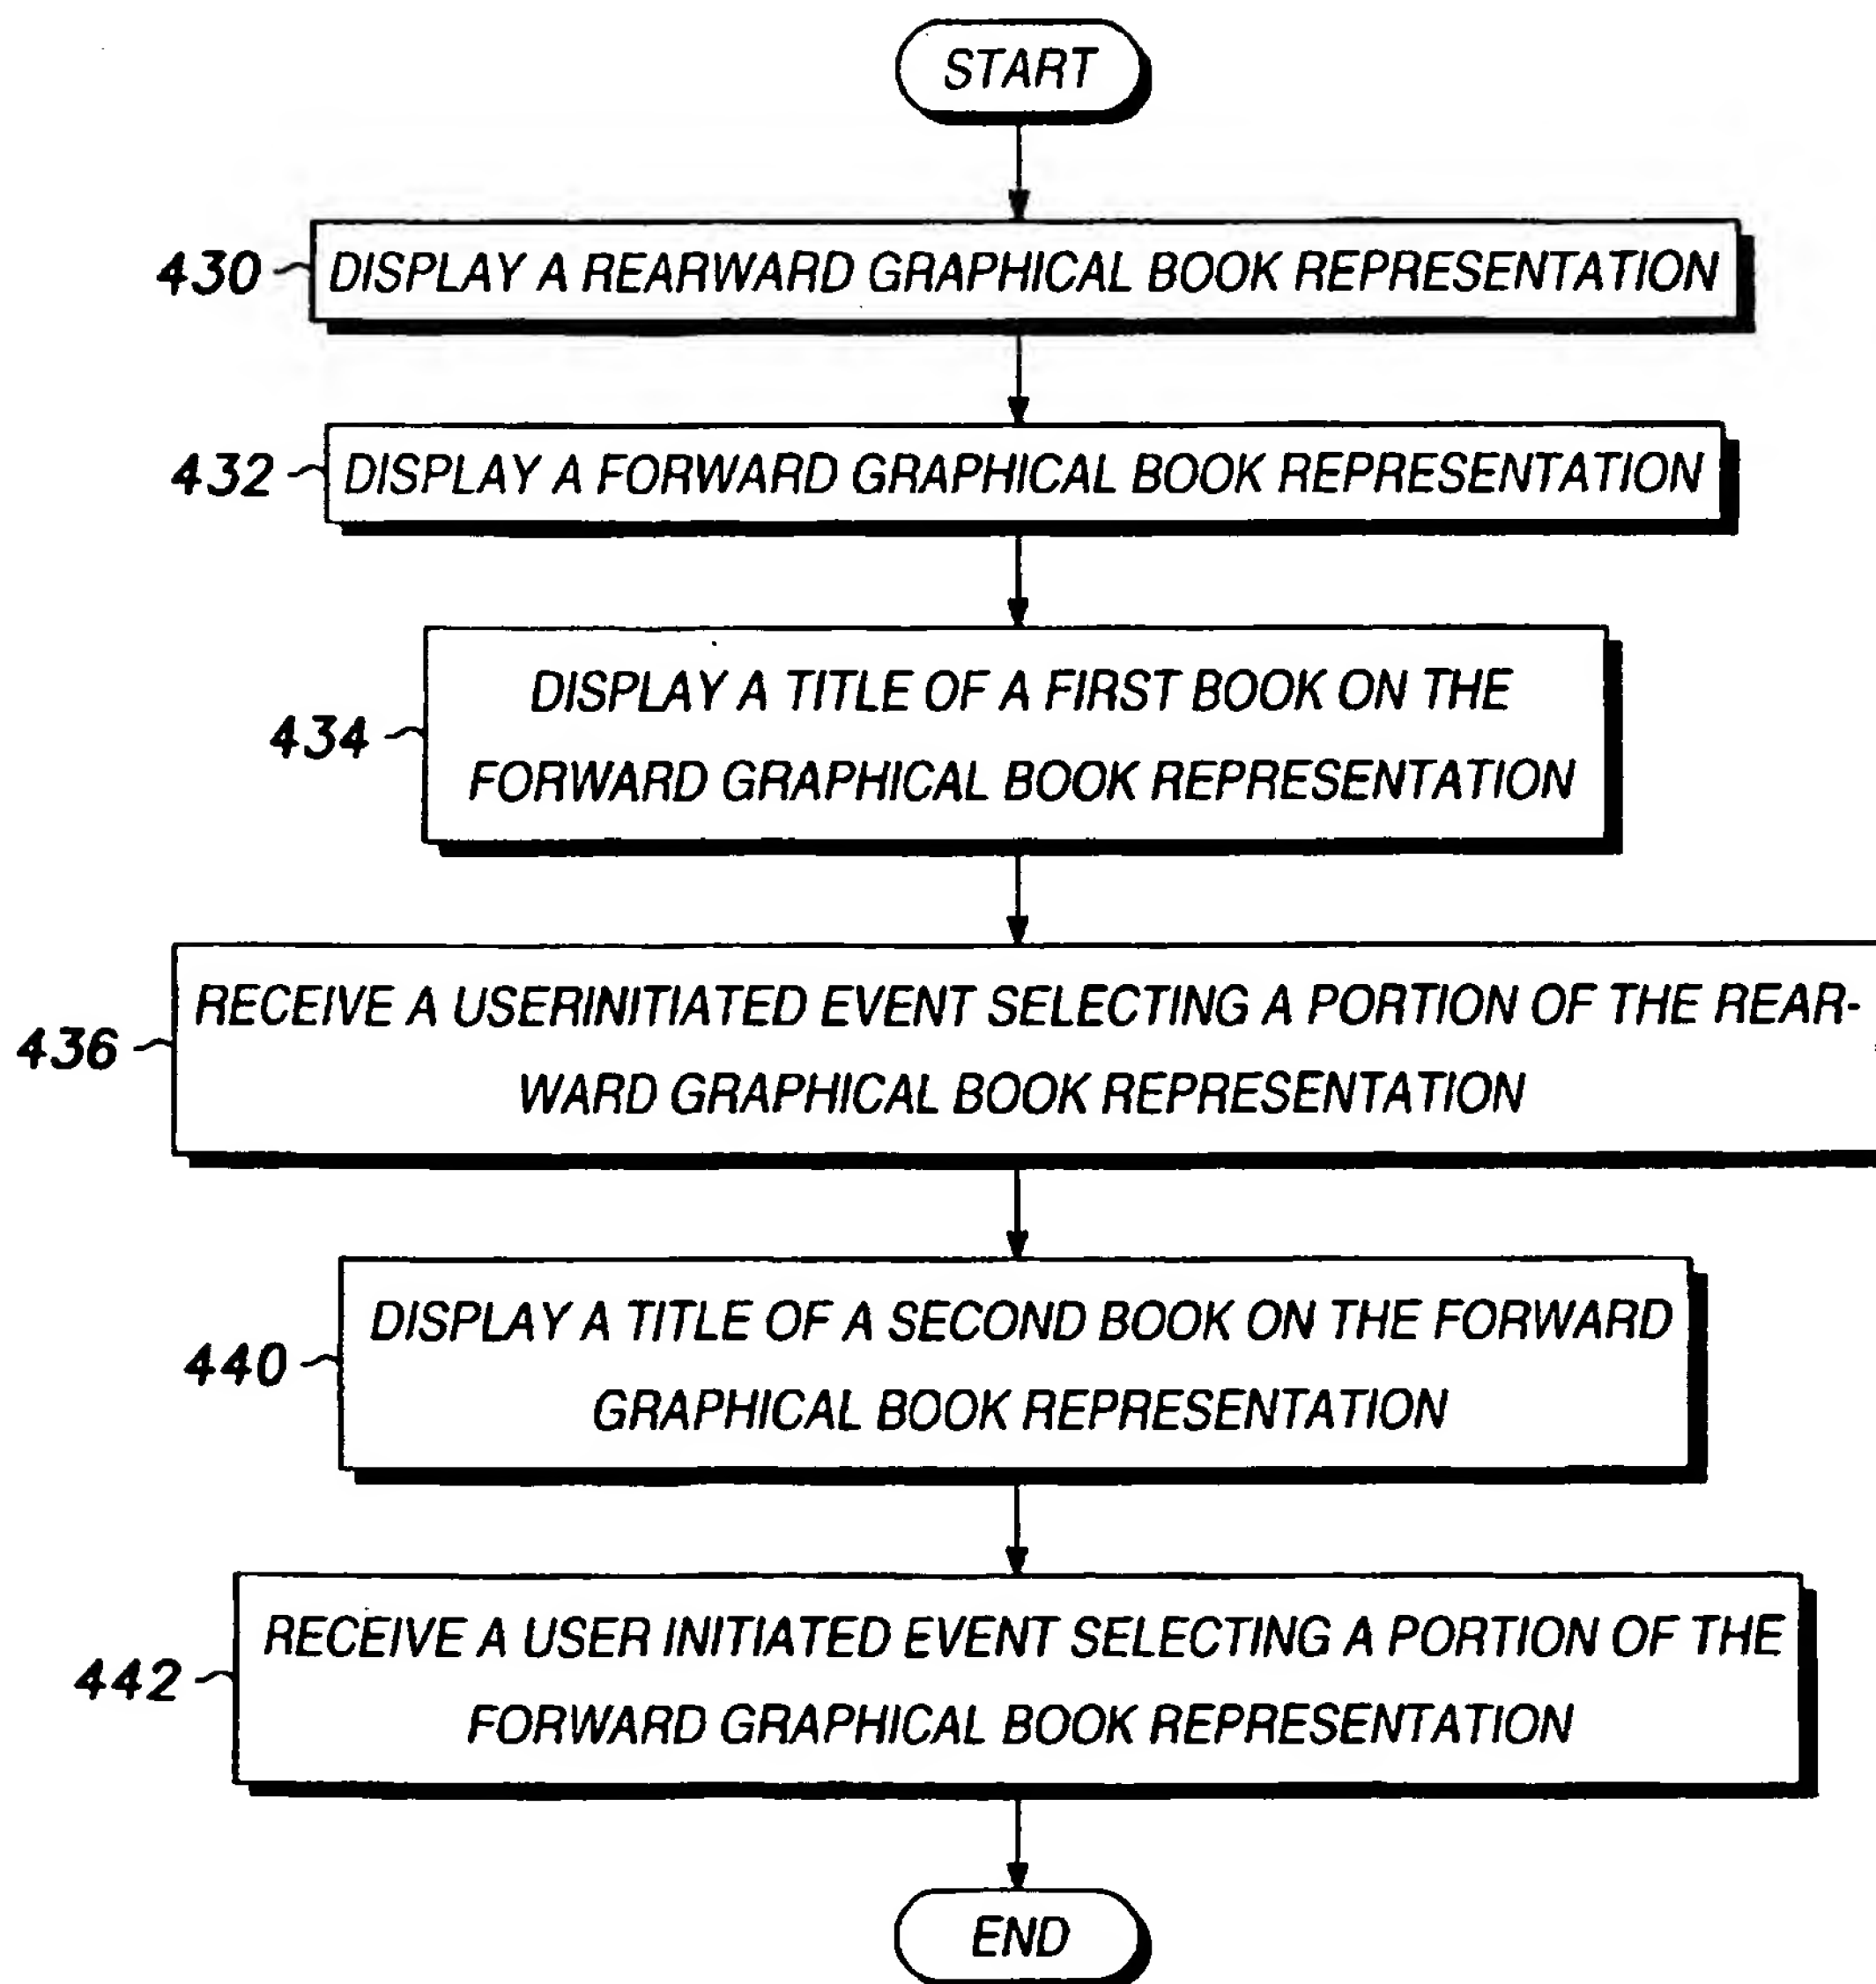 START
430
DISPLAY A REARWARD GRAPHICAL BOOK REPRESENTATION
432
DISPLAY A FORWARD GRAPHICAL BOOK REPRESENTATION
434
DISPLAY A TITLE OF A FIRST BOOK ON THE
FORWARD GRAPHICAL BOOK REPRESENTATION
436
RECEIVE A USERINITIATED EVENT SELECTING A PORTION OF THE REAR-
WARD GRAPHICAL BOOK REPRESENTATION
440
DISPLAY A TITLE OF A SECOND BOOK ON THE FORWARD
GRAPHICAL BOOK REPRESENTATION
442
RECEIVE A USER INITIATED EVENT SELECTING A PORTION OF THE
FORWARD GRAPHICAL BOOK REPRESENTATION
END